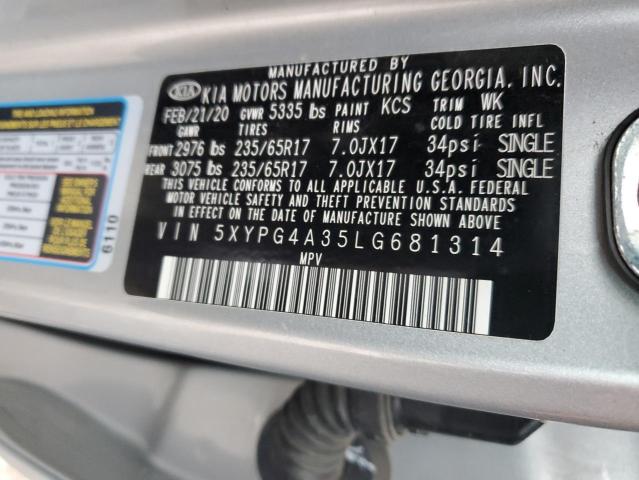 MANUFACTURED BY
KIA KIA MOTORS MANUFACTURING GEORGIA, INC.
FEB/21/20 GVWR 5335 lbs PAINT KCS TRIM WK
GAWR TIRES RIMS COLD TIRE INFL
FRONT 2976 lbs 235/65R17 7.0JX17 34psi SINGLE
REAR 3075 lbs 235/65R17 7.0JX17 34psi SINGLE
THIS VEHICLE CONFORMS TO ALL APPLICABLE U.S.A. FEDERAL
MOTOR VEHICLE SAFETY AND THEFT PREVENTION STANDARDS
IN EFFECT ON THE DATE OF MANUFACTURE SHOWN ABOVE.
VIN 5XYPG4A35LG681314
MPV
6110